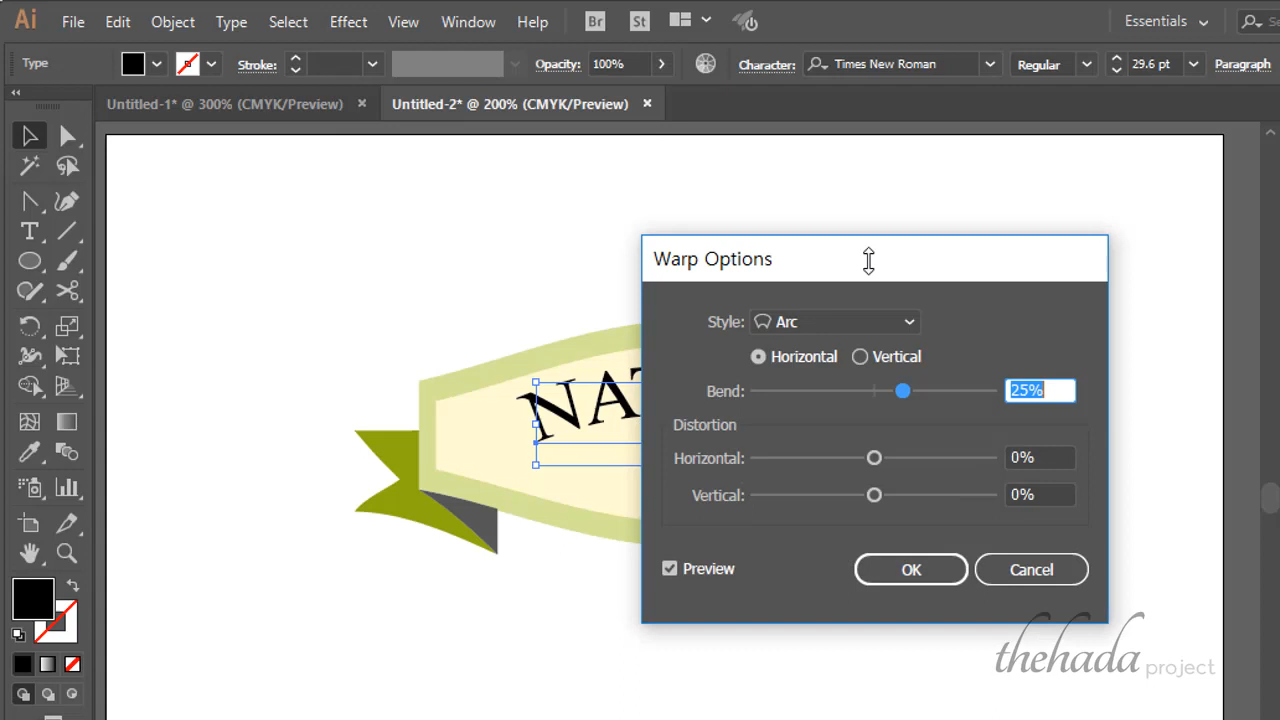 Ai File Edit Object Type Select Effect View Window Help Br St Essentials
Type Stroke: Opacity: 100% Character: Times New Roman Regular 29.6 pt Paragraph
Untitled-1* @ 300% (CMYK/Preview) × Untitled-2* @ 200% (CMYK/Preview) ×
Warp Options
Style: Arc
Horizontal Vertical
NAT
Bend: 25%
Distortion
Horizontal: 0%
Vertical: 0%
Preview OK Cancel
thehada project